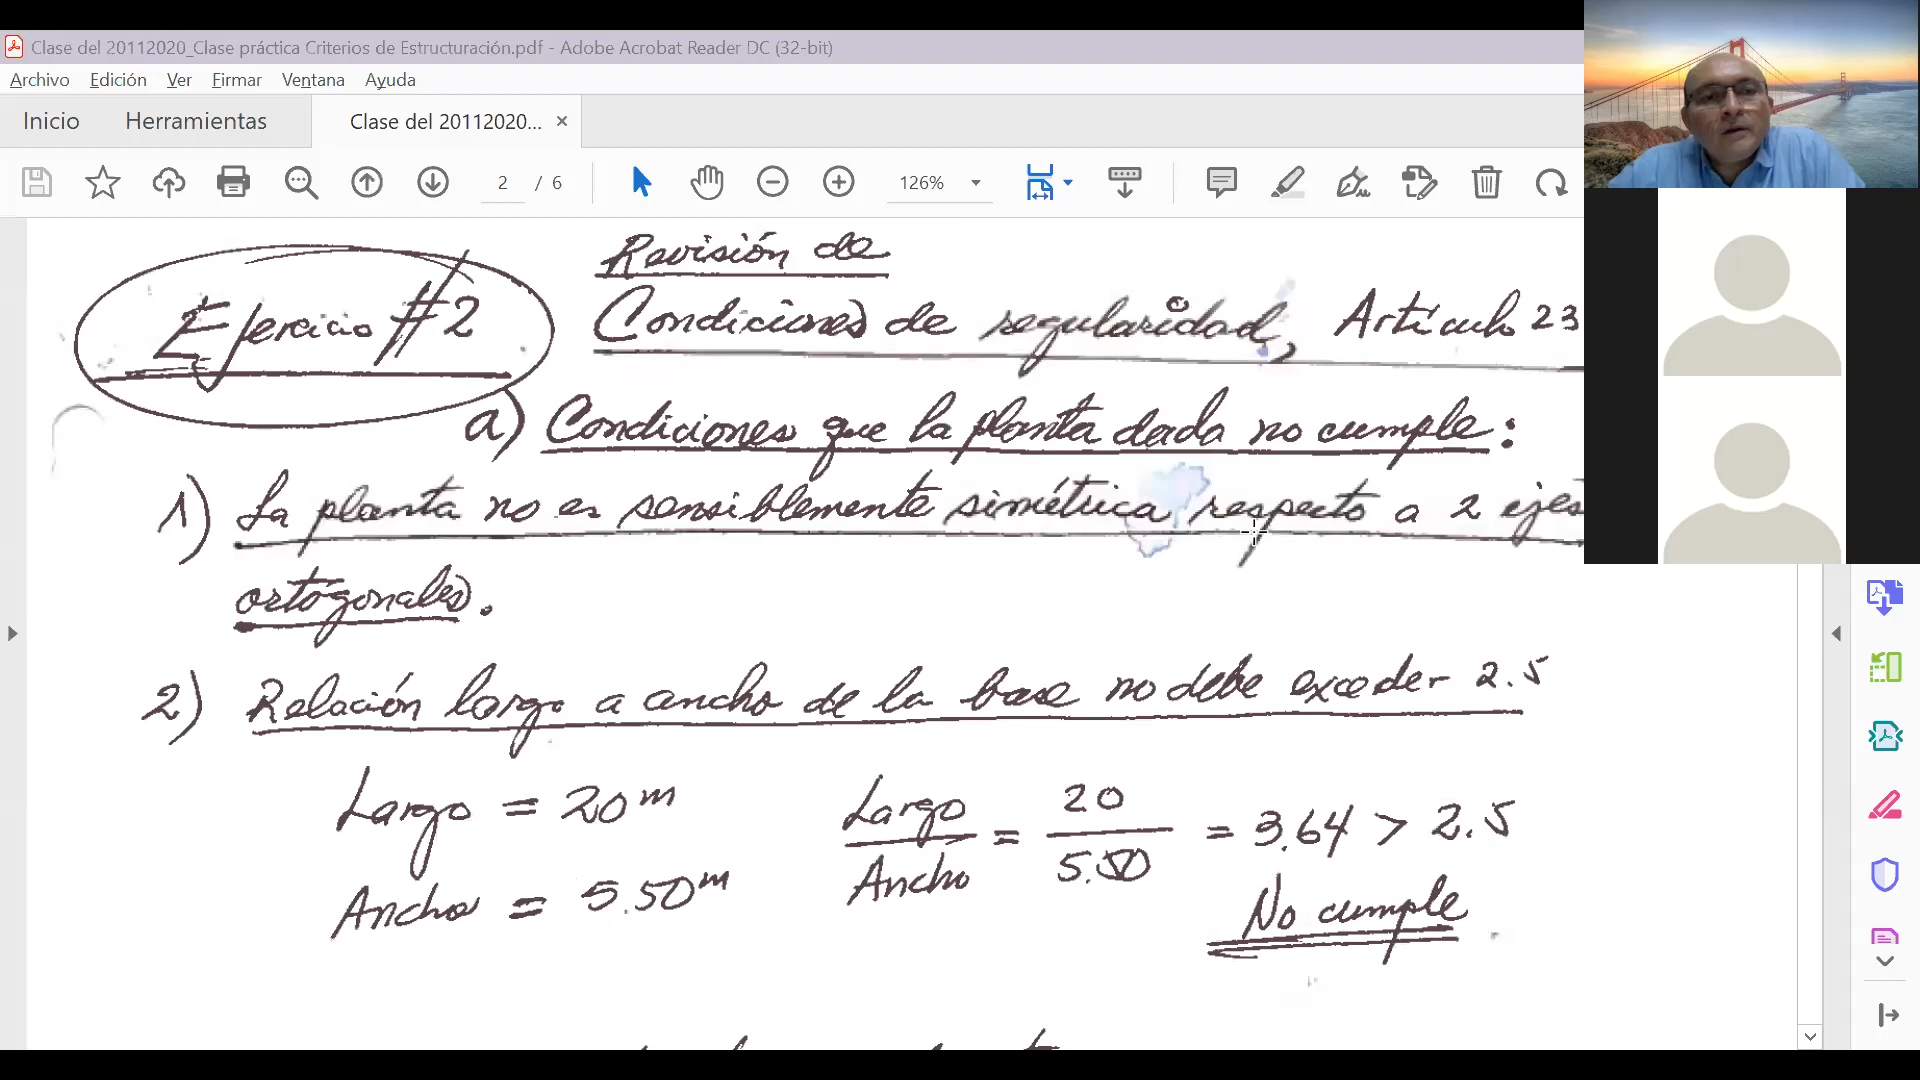 Clase del 20112020_Clase práctica Criterios de Estructuración.pdf - Adobe Acrobat Reader DC (32-bit)
Archivo Edición Ver Firmar Ventana Ayuda
Inicio Herramientas Clase del 20112020... ×
2 / 6 126%
Revisión de
Ejercicio #2 Condiciones de regularidad, Artículo 23
a) Condiciones que la planta dada no cumple:
1) La planta no es sensiblemente simétrica respecto a 2 ejes
ortogonales.
2) Relación largo a ancho de la base no debe exceder 2.5
Largo = 20 m Largo/Ancho = 20/5.50 = 3.64 > 2.5
Ancho = 5.50 m No cumple